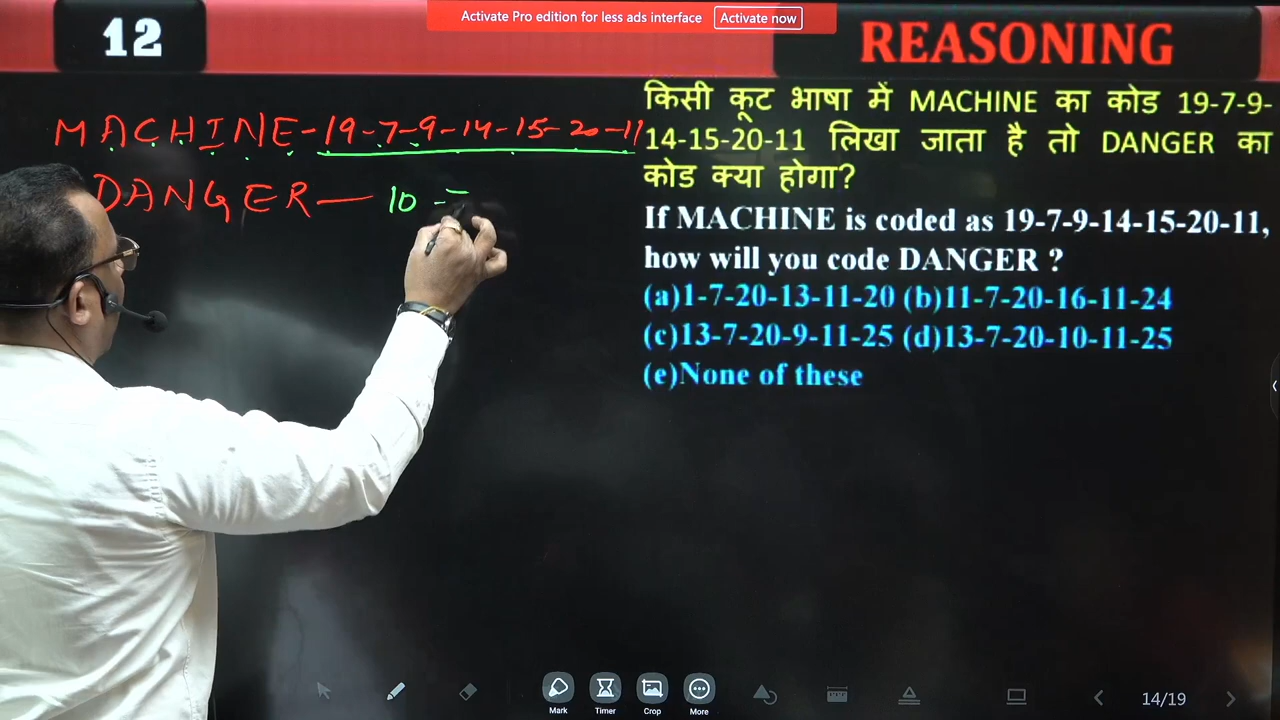 Activate Pro edition for less ads interface Activate now
12
REASONING
MACHINE-19-7-9-14-15-20-11
DANGER— 10 -
किसी कूट भाषा में MACHINE का कोड 19-7-9-
14-15-20-11 लिखा जाता है तो DANGER का
कोड क्या होगा?
If MACHINE is coded as 19-7-9-14-15-20-11,
how will you code DANGER ?
(a)1-7-20-13-11-20 (b)11-7-20-16-11-24
(c)13-7-20-9-11-25 (d)13-7-20-10-11-25
(e)None of these
Mark Timer Crop More 14/19